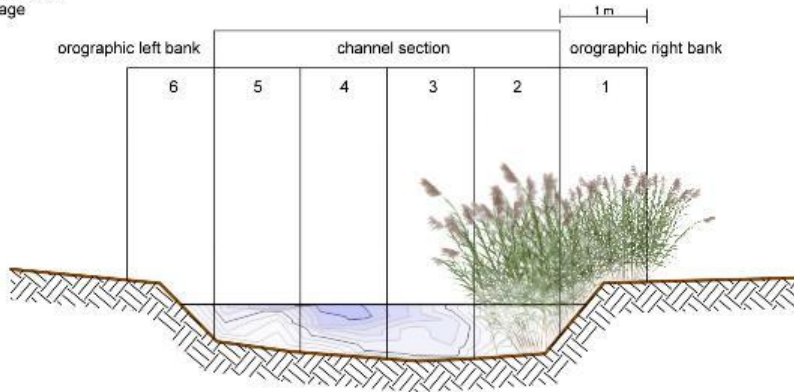 age
1 m
orographic left bank channel section orographic right bank
6 5 4 3 2 1